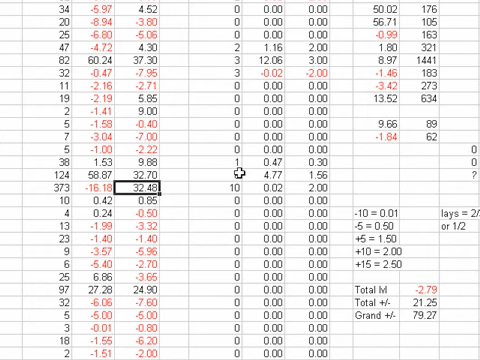 34 -5.97 4.52 0 0.00 0.00 50.02 176
20 -8.94 -3.80 0 0.00 0.00 56.71 105
25 -6.80 -5.06 0 0.00 0.00 -0.99 163
47 -4.72 4.30 2 1.16 2.00 1.80 321
82 60.24 37.30 3 12.06 3.00 8.97 1441
32 -0.47 -7.95 3 -0.02 -2.00 -1.46 183
11 -2.16 -2.71 0 0.00 0.00 -3.42 273
19 -2.19 5.85 0 0.00 0.00 13.52 634
2 -1.41 9.00 0 0.00 0.00
5 -1.58 -0.40 0 0.00 0.00 9.66 89
7 -3.04 -7.00 0 0.00 0.00 -1.84 62
5 -1.00 -2.22 0 0.00 0.00 0
38 1.53 9.88 1 0.47 0.30 0
124 58.87 32.70 4.77 1.56 ?
373 -16.18 32.48 10 0.02 2.00
10 0.42 0.85 0 0.00 0.00
4 0.24 -0.50 0 0.00 0.00 -10 = 0.01 lays = 2/
13 -1.99 -3.32 0 0.00 0.00 -5 = 0.50 or 1/2
23 -1.40 -1.40 0 0.00 0.00 +5 = 1.50
9 -3.57 -5.96 0 0.00 0.00 +10 = 2.00
6 -5.40 -2.70 0 0.00 0.00 +15 = 2.50
25 6.86 -3.65 0 0.00 0.00
97 27.28 24.90 0 0.00 0.00 Total lvl -2.79
32 -6.06 -7.60 0 0.00 0.00 Total +/- 21.25
5 -5.00 -5.00 0 0.00 0.00 Grand +/- 79.27
3 -0.01 -0.80 0 0.00 0.00
18 -1.55 -6.20 0 0.00 0.00
2 -1.51 -2.00 0 0.00 0.00